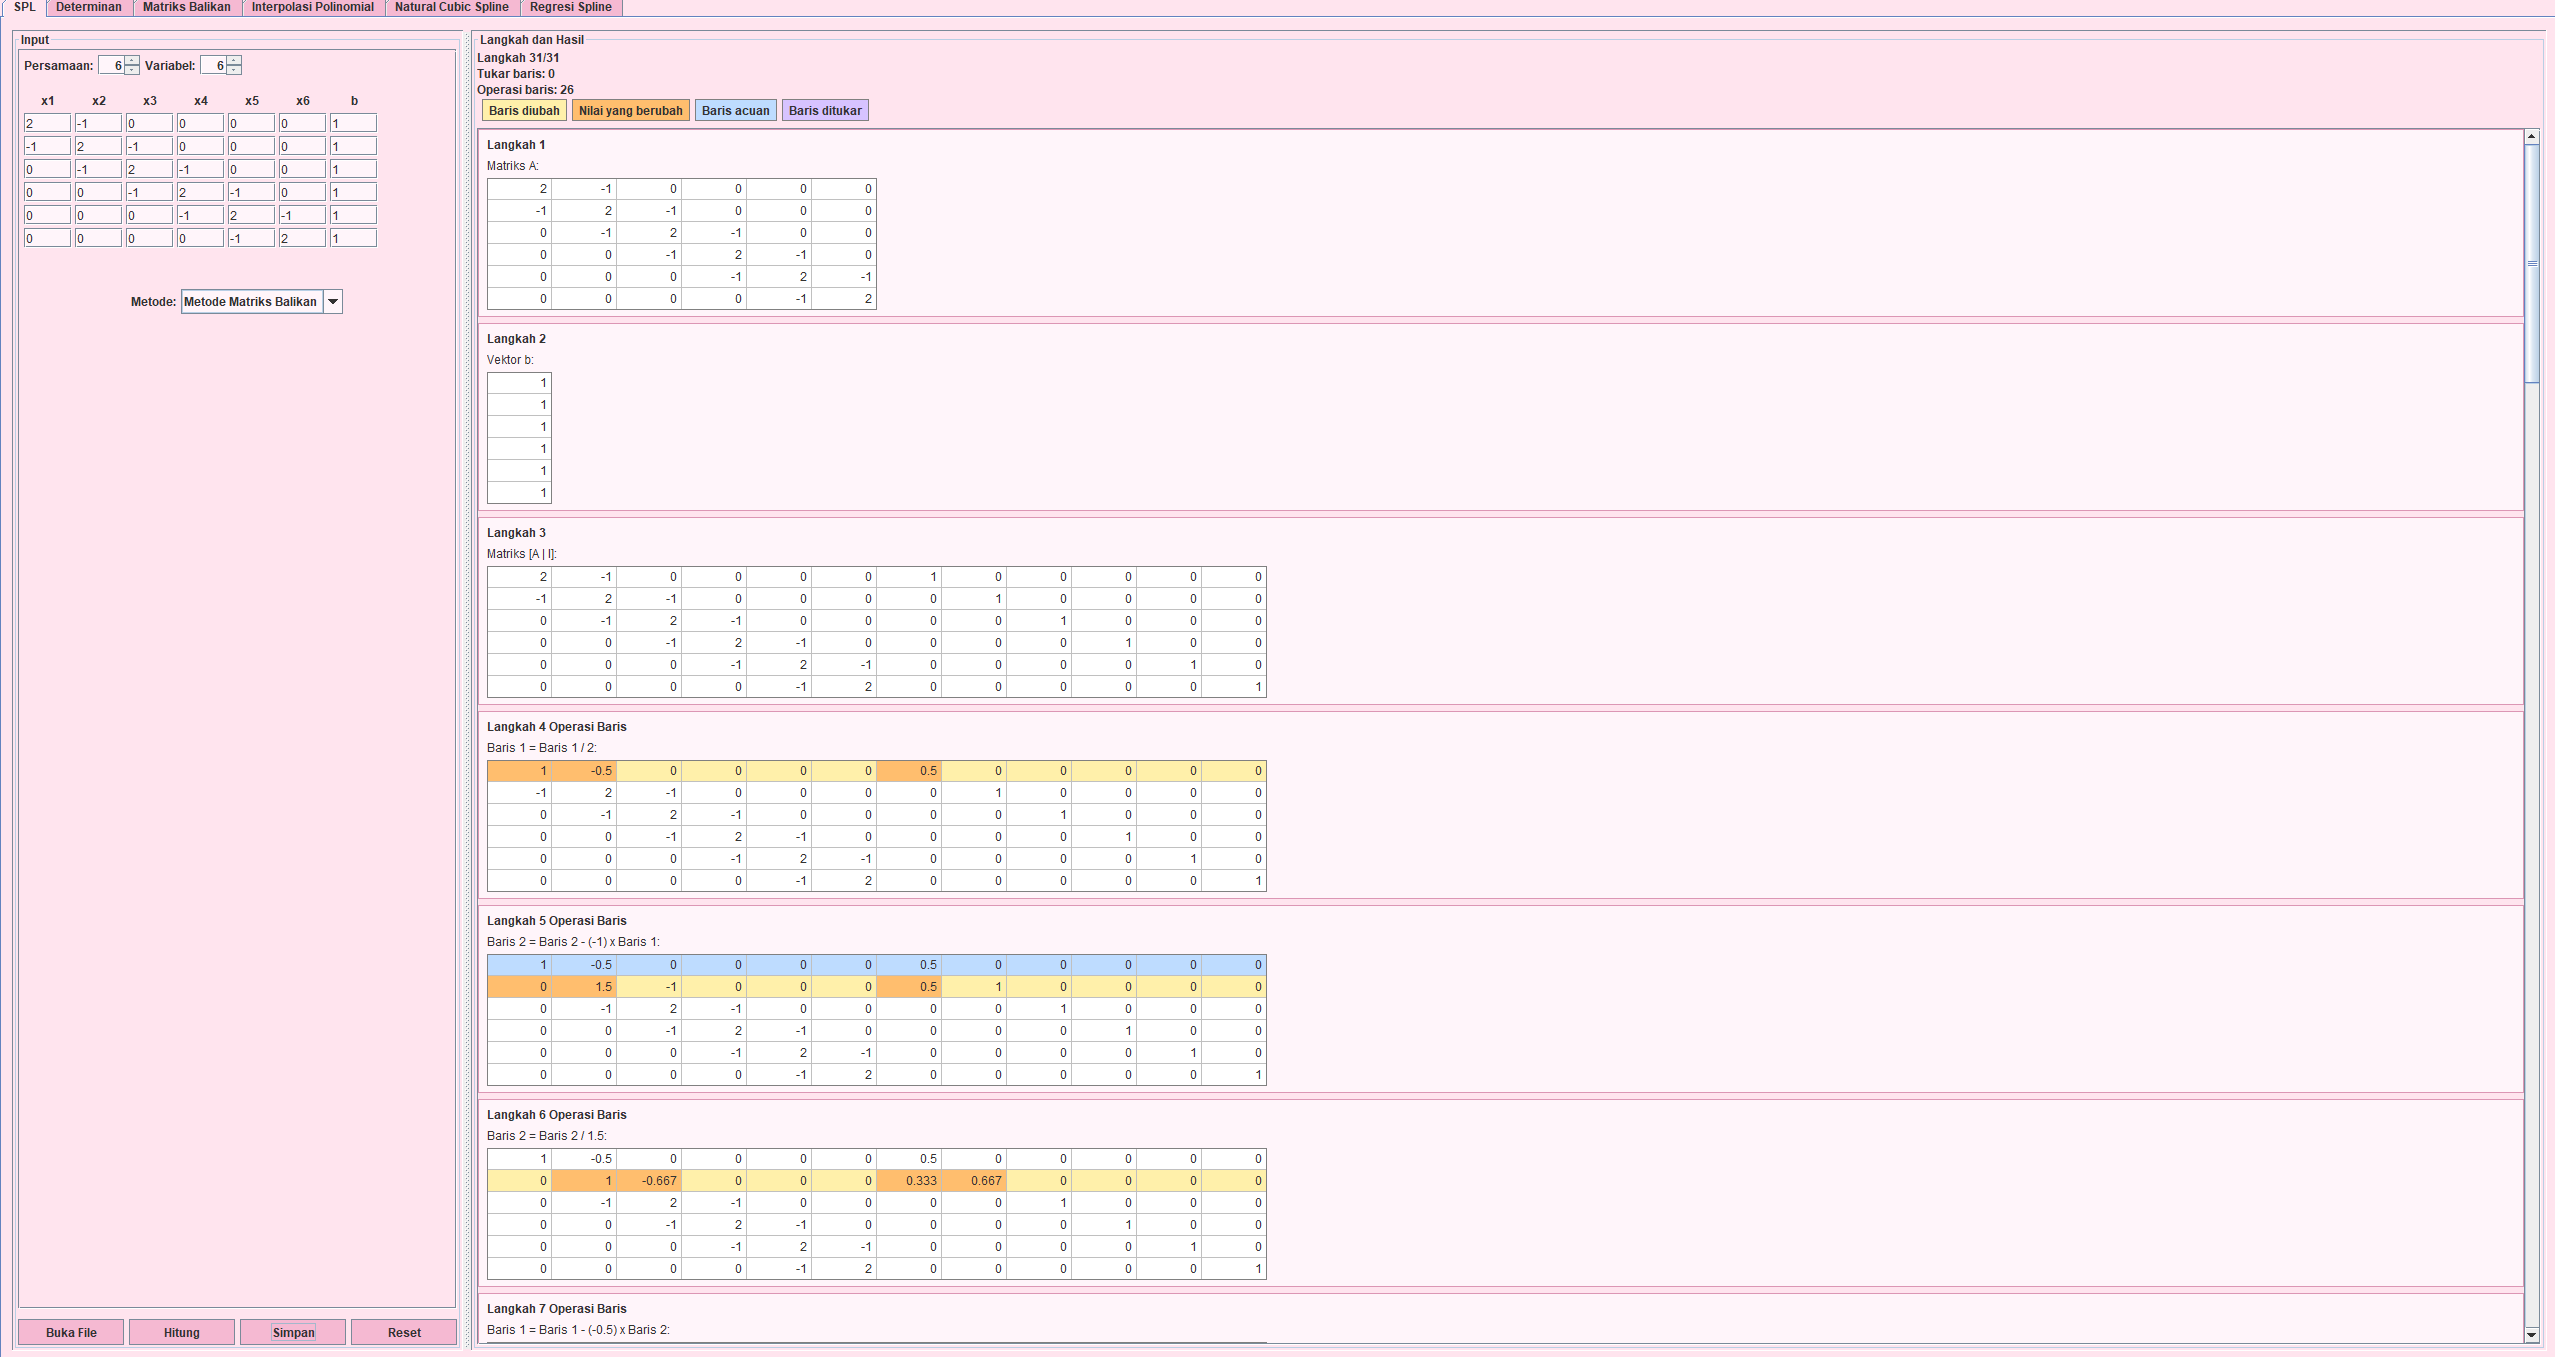 SPL Determinan Matriks Balikan Interpolasi Polinomial Natural Cubic Spline Regresi Spline
Input
Persamaan: 6 Variabel: 6
x1 x2 x3 x4 x5 x6 b
2 -1 0 0 0 0 1
-1 2 -1 0 0 0 1
0 -1 2 -1 0 0 1
0 0 -1 2 -1 0 1
0 0 0 -1 2 -1 1
0 0 0 0 -1 2 1
Metode: Metode Matriks Balikan
Buka File Hitung Simpan Reset
Langkah dan Hasil
Langkah 31/31
Tukar baris: 0
Operasi baris: 26
Baris diubah Nilai yang berubah Baris acuan Baris ditukar
Langkah 1
Matriks A:
2 -1 0 0 0 0
-1 2 -1 0 0 0
0 -1 2 -1 0 0
0 0 -1 2 -1 0
0 0 0 -1 2 -1
0 0 0 0 -1 2
Langkah 2
Vektor b:
1
1
1
1
1
1
Langkah 3
Matriks [A | I]:
2 -1 0 0 0 0 1 0 0 0 0 0
-1 2 -1 0 0 0 0 1 0 0 0 0
0 -1 2 -1 0 0 0 0 1 0 0 0
0 0 -1 2 -1 0 0 0 0 1 0 0
0 0 0 -1 2 -1 0 0 0 0 1 0
0 0 0 0 -1 2 0 0 0 0 0 1
Langkah 4 Operasi Baris
Baris 1 = Baris 1 / 2:
1 -0.5 0 0 0 0 0.5 0 0 0 0 0
-1 2 -1 0 0 0 0 1 0 0 0 0
0 -1 2 -1 0 0 0 0 1 0 0 0
0 0 -1 2 -1 0 0 0 0 1 0 0
0 0 0 -1 2 -1 0 0 0 0 1 0
0 0 0 0 -1 2 0 0 0 0 0 1
Langkah 5 Operasi Baris
Baris 2 = Baris 2 - (-1) x Baris 1:
1 -0.5 0 0 0 0 0.5 0 0 0 0 0
0 1.5 -1 0 0 0 0.5 1 0 0 0 0
0 -1 2 -1 0 0 0 0 1 0 0 0
0 0 -1 2 -1 0 0 0 0 1 0 0
0 0 0 -1 2 -1 0 0 0 0 1 0
0 0 0 0 -1 2 0 0 0 0 0 1
Langkah 6 Operasi Baris
Baris 2 = Baris 2 / 1.5:
1 -0.5 0 0 0 0 0.5 0 0 0 0 0
0 1 -0.667 0 0 0 0.333 0.667 0 0 0 0
0 -1 2 -1 0 0 0 0 1 0 0 0
0 0 -1 2 -1 0 0 0 0 1 0 0
0 0 0 -1 2 -1 0 0 0 0 1 0
0 0 0 0 -1 2 0 0 0 0 0 1
Langkah 7 Operasi Baris
Baris 1 = Baris 1 - (-0.5) x Baris 2: